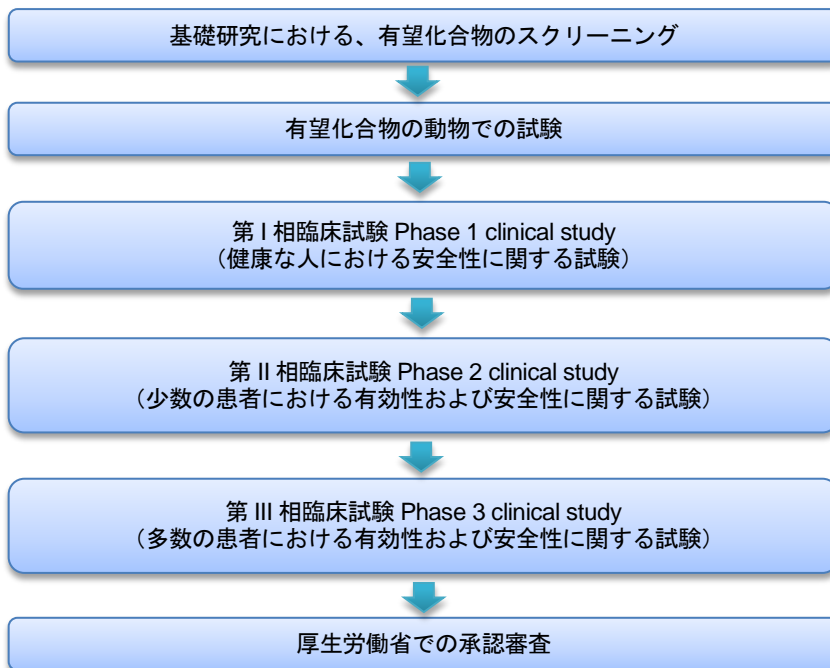 基礎研究における、有望化合物のスクリーニング
有望化合物の動物での試験
第 I 相臨床試験 Phase 1 clinical study
（健康な人における安全性に関する試験）
第 II 相臨床試験 Phase 2 clinical study
（少数の患者における有効性および安全性に関する試験）
第 III 相臨床試験 Phase 3 clinical study
（多数の患者における有効性および安全性に関する試験）
厚生労働省での承認審査